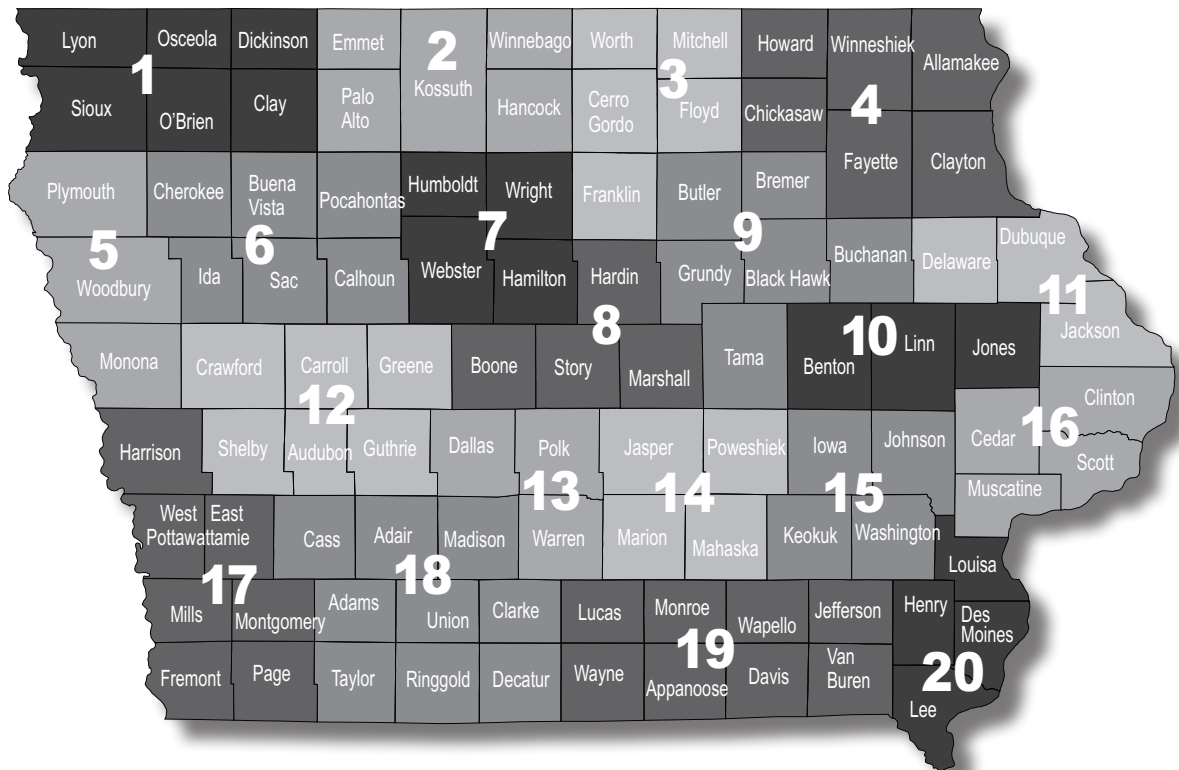 Lyon
Osceola
Dickinson
Emmet
2
Kossuth
Winnebago
Worth
Mitchell
Howard
Winneshiek
Allamakee
1
3
4
Sioux
O'Brien
Clay
Palo
Alto
Hancock
Cerro
Gordo
Floyd
Chickasaw
Fayette
Clayton
Plymouth
Cherokee
Buena
Vista
Pocahontas
Humboldt
Wright
Franklin
Butler
Bremer
5
6
7
9
Woodbury
Ida
Sac
Calhoun
Webster
Hamilton
Hardin
Grundy
Black Hawk
Buchanan
Delaware
Dubuque
8
10
11
Monona
Crawford
Carroll
Greene
Boone
Story
Marshall
Tama
Benton
Linn
Jones
Jackson
12
Harrison
Shelby
Audubon
Guthrie
Dallas
Polk
Jasper
Poweshiek
Iowa
Johnson
Cedar
16
Clinton
Scott
Muscatine
13
14
15
West
Pottawattamie
East
Cass
Adair
Madison
Warren
Marion
Mahaska
Keokuk
Washington
Louisa
17
18
Mills
Montgomery
Adams
Union
Clarke
Lucas
Monroe
Wapello
Jefferson
Henry
Des
Moines
19
20
Fremont
Page
Taylor
Ringgold
Decatur
Wayne
Appanoose
Davis
Van
Buren
Lee